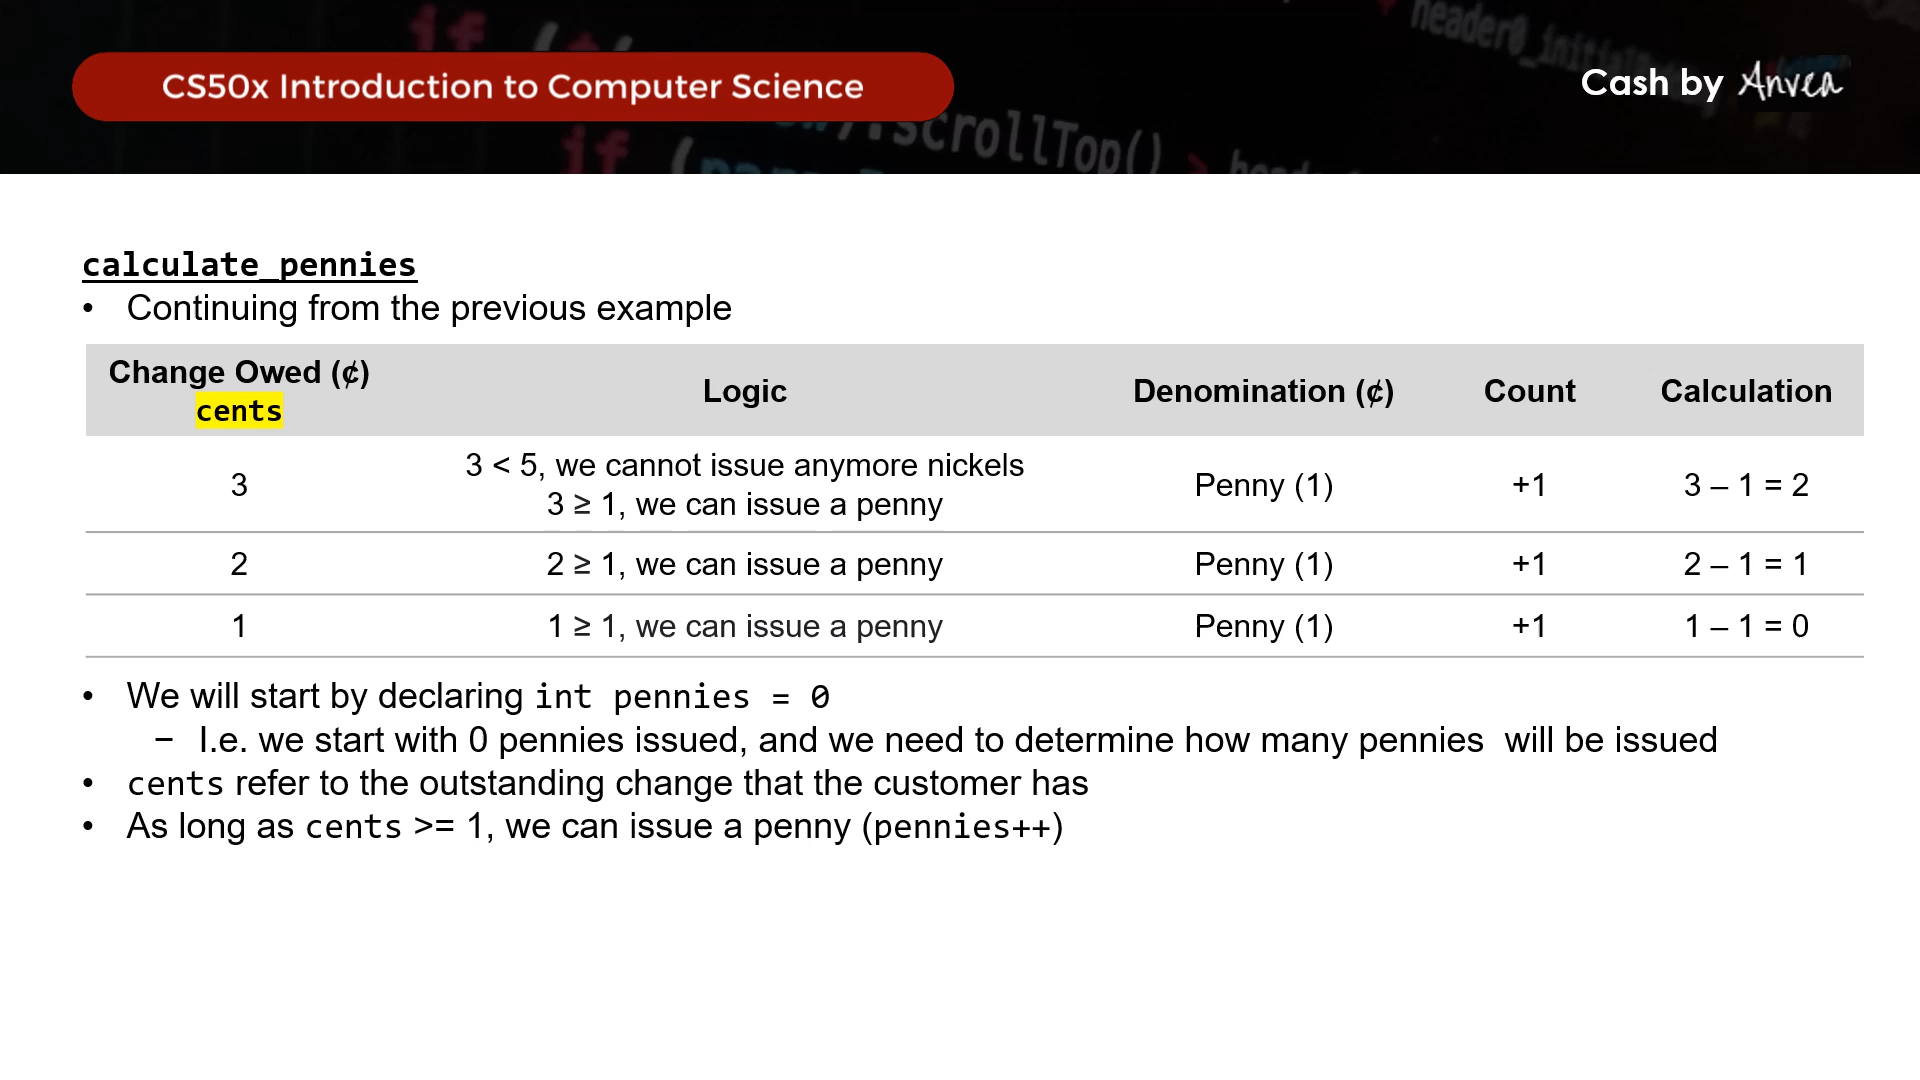 if (
CS50x Introduction to Computer Science
Cash by Anvea
if (
.scrollTop() >
calculate_pennies
• Continuing from the previous example
Change Owed (¢) Logic Denomination (¢) Count Calculation
cents
3 3 < 5, we cannot issue anymore nickels Penny (1) +1 3 – 1 = 2
3 ≥ 1, we can issue a penny
2 2 ≥ 1, we can issue a penny Penny (1) +1 2 – 1 = 1
1 1 ≥ 1, we can issue a penny Penny (1) +1 1 – 1 = 0
• We will start by declaring int pennies = 0
– I.e. we start with 0 pennies issued, and we need to determine how many pennies will be issued
• cents refer to the outstanding change that the customer has
• As long as cents >= 1, we can issue a penny (pennies++)